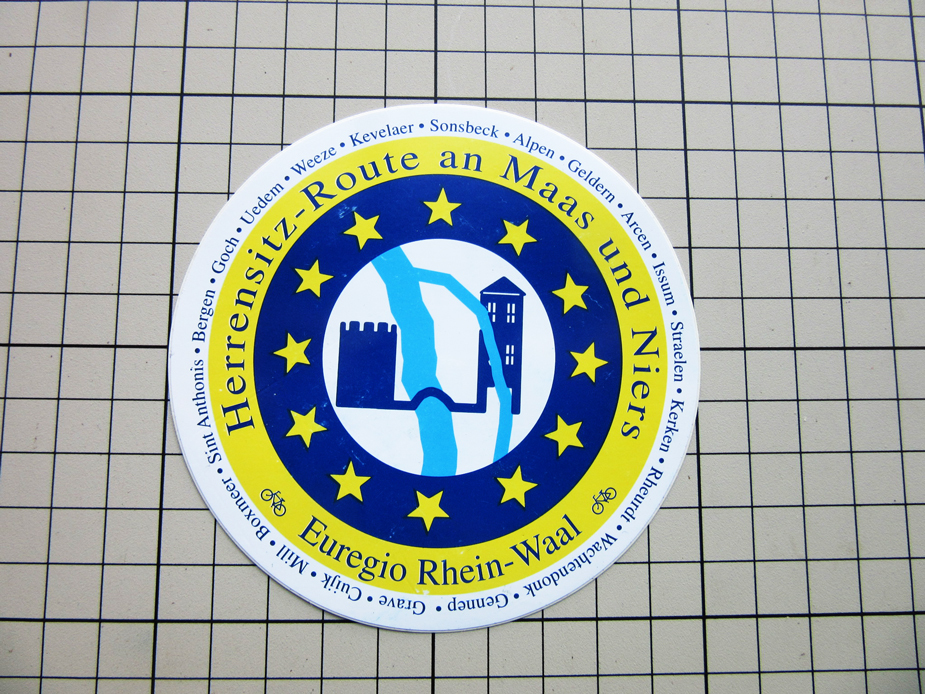 Sint Anthonis • Bergen • Goch • Uedem • Weeze • Kevelaer • Sonsbeck • Alpen • Geldern • Arcen • Issum • Straelen • Kerken • Rheurdt • Wachtendonk • Gennep • Grave • Cuijk • Mill • Boxmeer •
Herrensitz-Route an Maas und Niers
Euregio Rhein-Waal